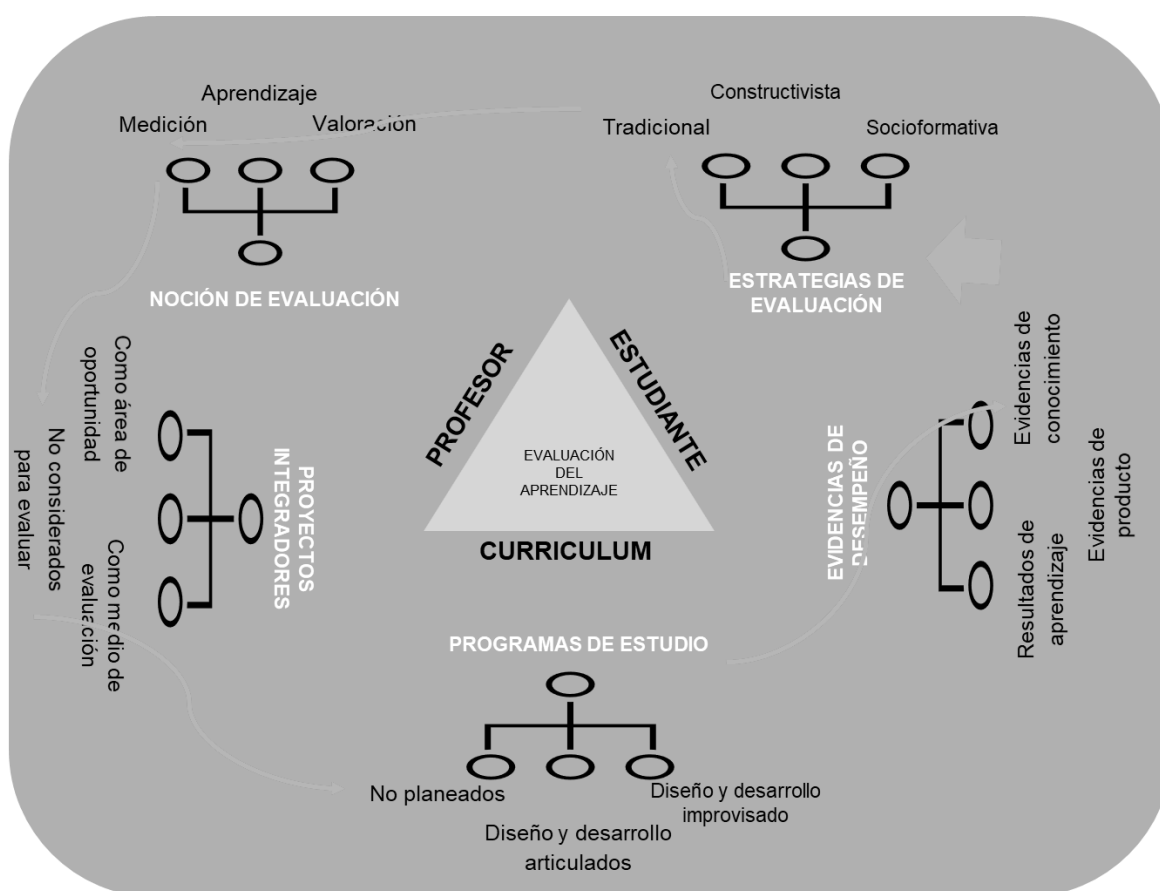 Aprendizaje
Medición
Valoración
NOCIÓN DE EVALUACIÓN
Constructivista
Tradicional
Socioformativa
ESTRATEGIAS DE
EVALUACIÓN
Como área de
oportunidad
No considerados
para evaluar
Como medio de
evaluación
PROYECTOS
INTEGRADORES
PROFESOR
ESTUDIANTE
EVALUACIÓN
DEL
APRENDIZAJE
CURRICULUM
EVIDENCIAS DE
DESEMPEÑO
Evidencias de
conocimiento
Evidencias de
producto
Resultados de
aprendizaje
PROGRAMAS DE ESTUDIO
No planeados
Diseño y desarrollo
articulados
Diseño y desarrollo
improvisado